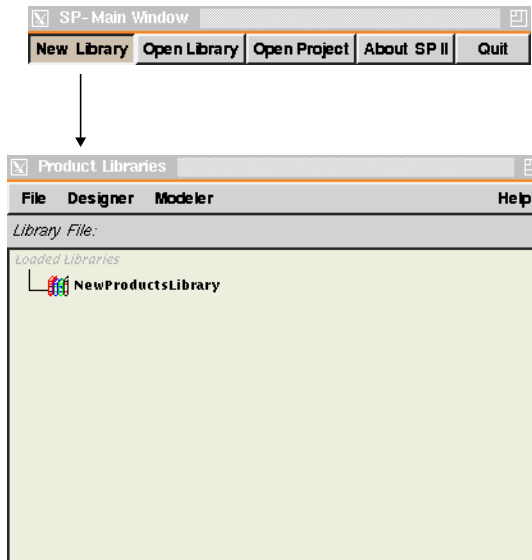 SP-Main Window
New Library Open Library Open Project About SP II Quit
Product Libraries
File Designer Modeler Help
Library File:
Loaded Libraries
NewProductsLibrary